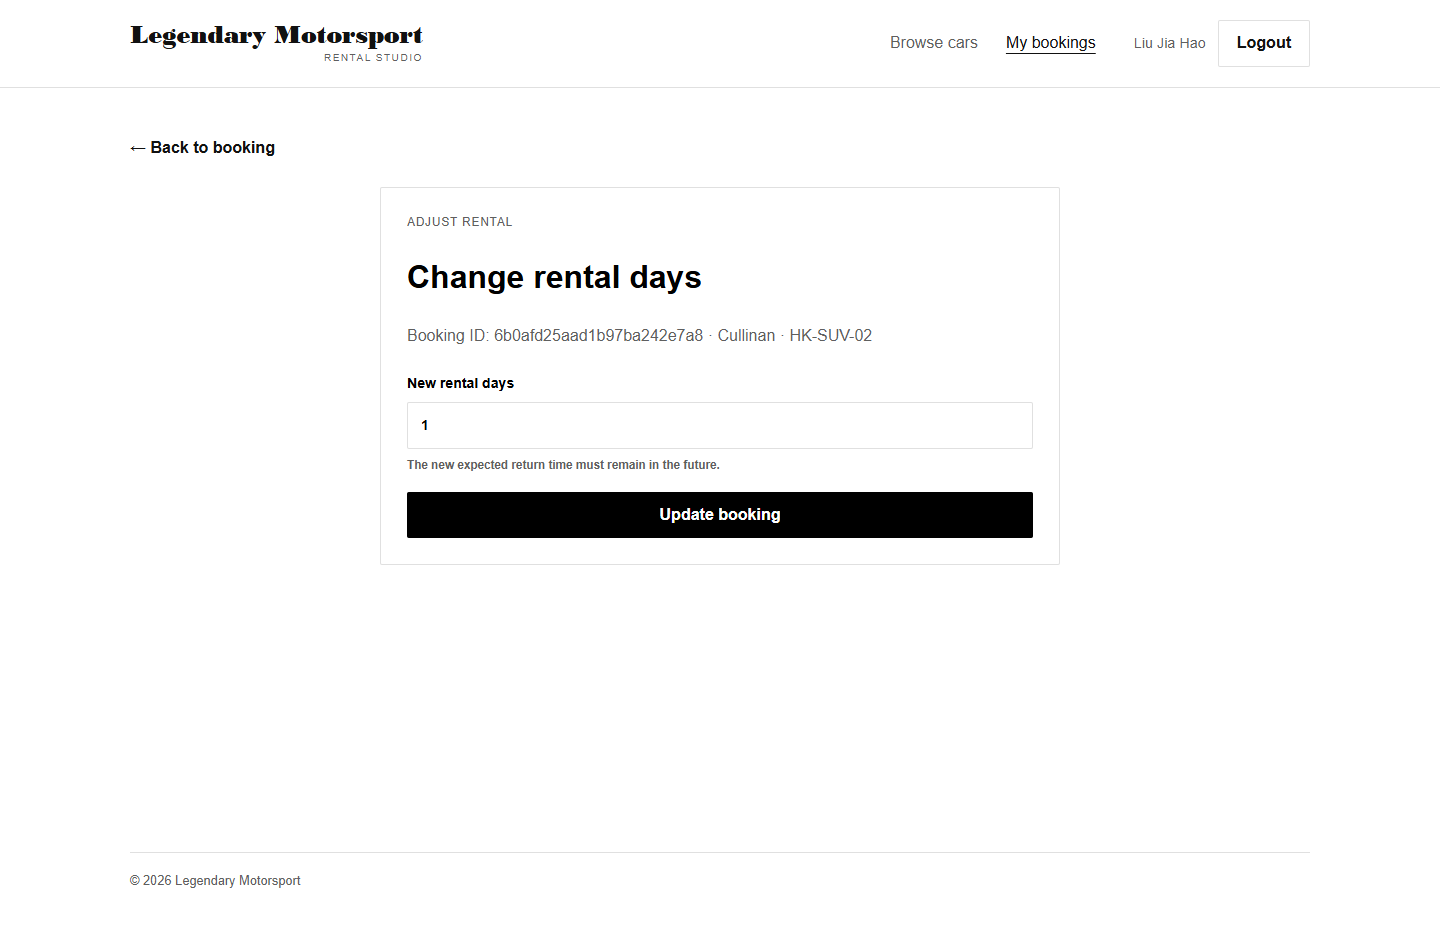 Legendary Motorsport
RENTAL STUDIO
Browse cars
My bookings
Liu Jia Hao
Logout
← Back to booking
ADJUST RENTAL
Change rental days
Booking ID: 6b0afd25aad1b97ba242e7a8 · Cullinan · HK-SUV-02
New rental days
1
The new expected return time must remain in the future.
Update booking
© 2026 Legendary Motorsport